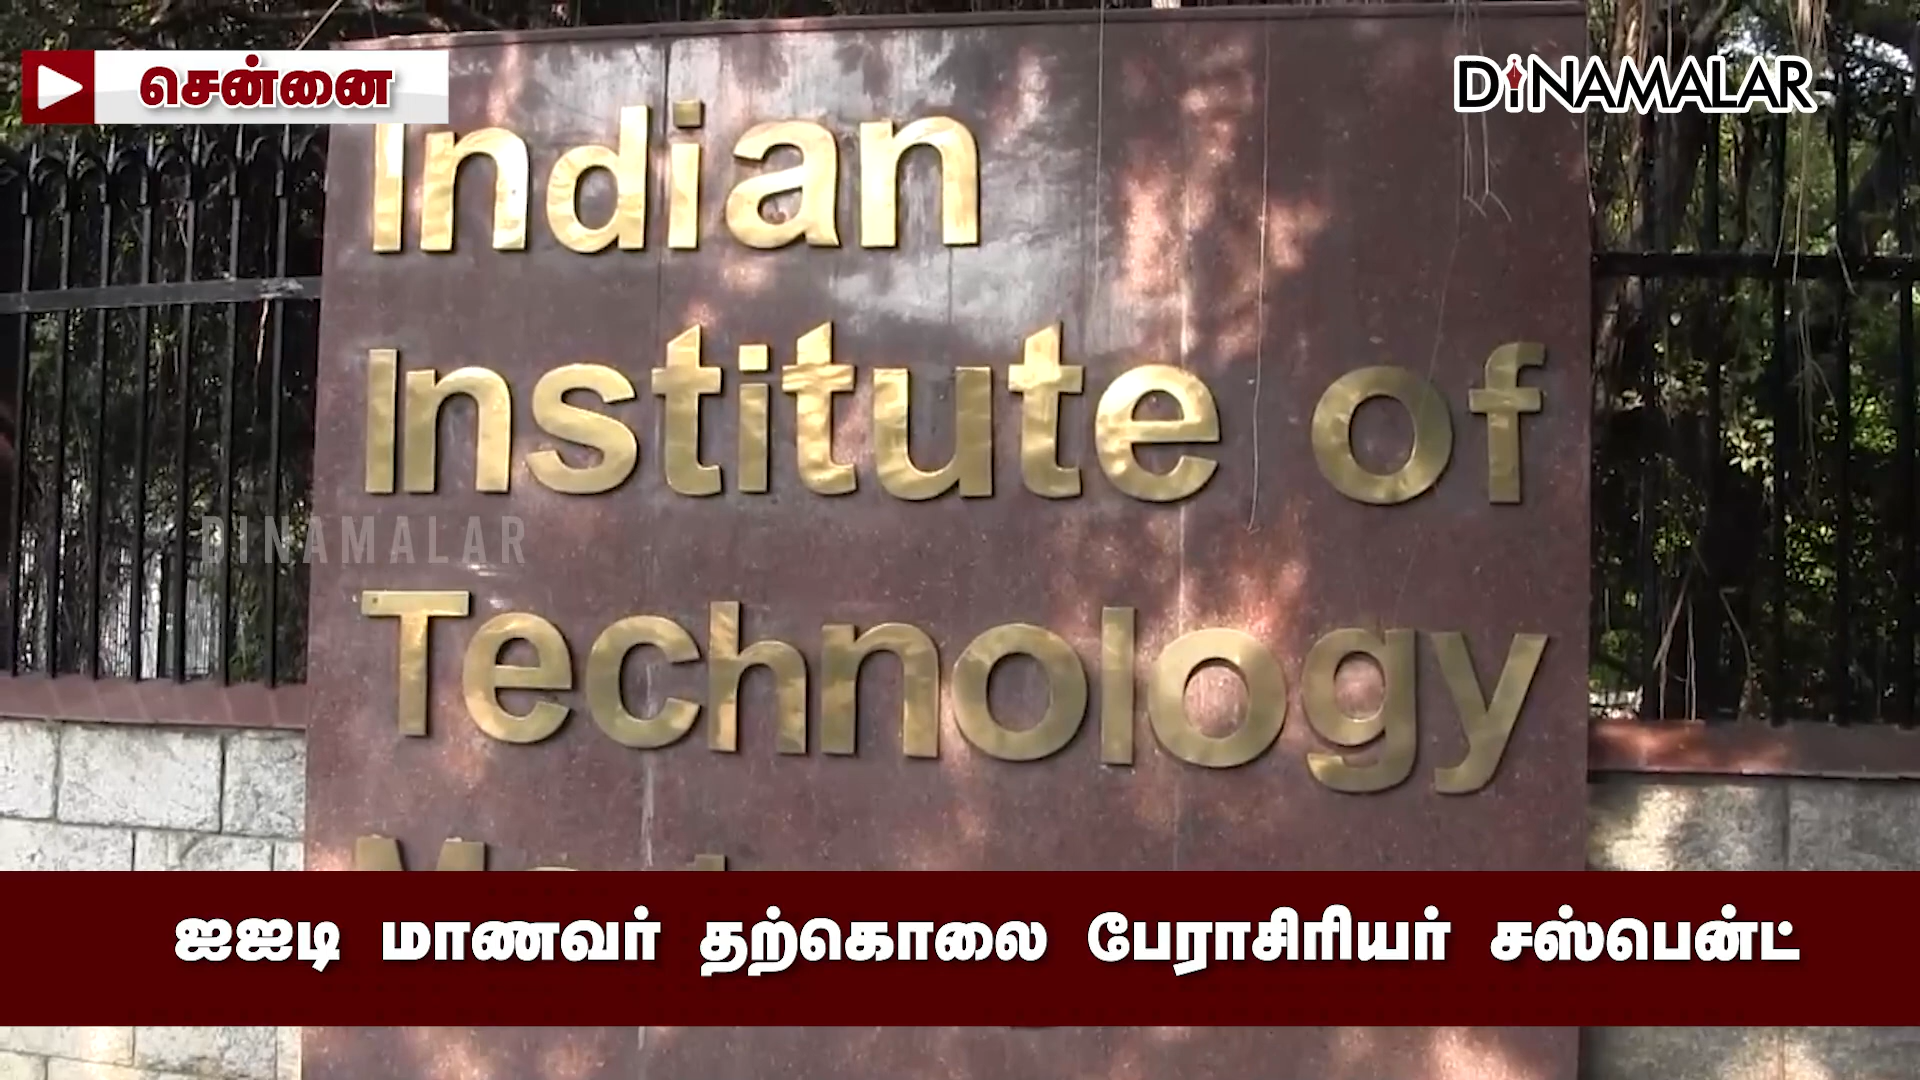 சென்னை
DINAMALAR
Indian
Institute of
DINAMALAR
Technology
ஐஐடி மாணவர் தற்கொலை பேராசிரியர் சஸ்பென்ட்